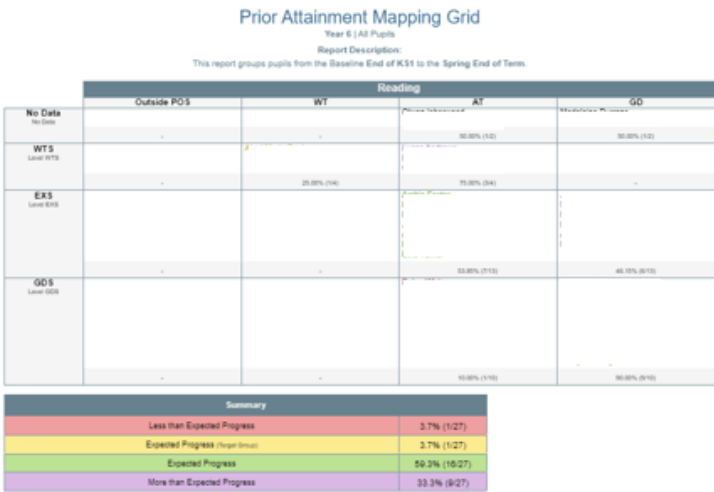 Prior Attainment Mapping Grid
Year 6 | All Pupils
Report Description:
This report groups pupils from the Baseline End of KS1 to the Spring End of Term.
Reading
Outside POS WT AT GD
No Data
No Data
- - 50.00% (1/2) 50.00% (1/2)
WTS
Level WTS
- 25.00% (1/4) 75.00% (3/4) -
EXS
Level EXS
- - 53.85% (7/13) 46.15% (6/13)
GDS
Level GDS
- - 10.00% (1/10) 90.00% (9/10)
Summary
Less than Expected Progress 3.7% (1/27)
Expected Progress (Target Group) 3.7% (1/27)
Expected Progress 59.3% (16/27)
More than Expected Progress 33.3% (9/27)